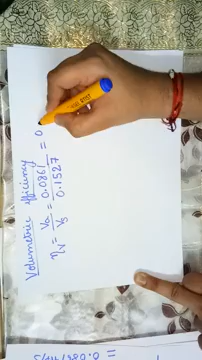 Volumetric Efficiency
ηv = Va / Vs = 0.0861 / 0.1527 = 0